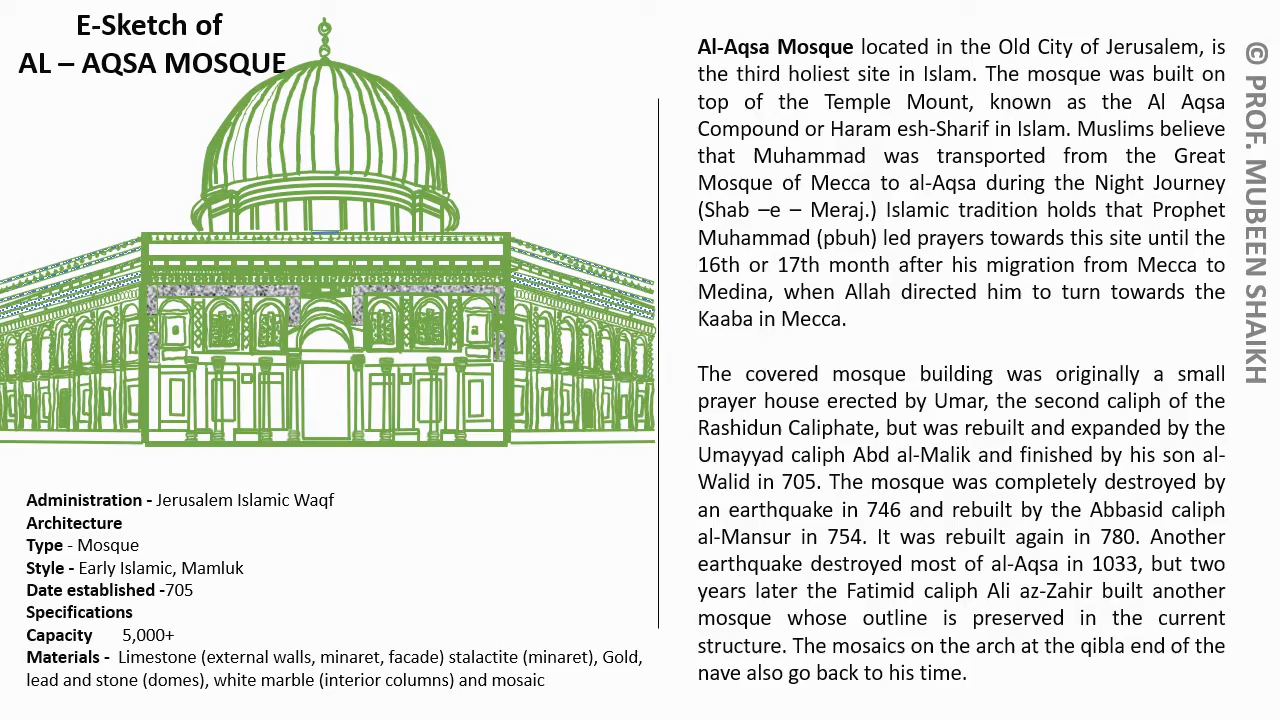 E-Sketch of
AL – AQSA MOSQUE
Administration - Jerusalem Islamic Waqf
Architecture
Type - Mosque
Style - Early Islamic, Mamluk
Date established -705
Specifications
Capacity 5,000+
Materials - Limestone (external walls, minaret, facade) stalactite (minaret), Gold,
lead and stone (domes), white marble (interior columns) and mosaic
Al-Aqsa Mosque located in the Old City of Jerusalem, is
the third holiest site in Islam. The mosque was built on
top of the Temple Mount, known as the Al Aqsa
Compound or Haram esh-Sharif in Islam. Muslims believe
that Muhammad was transported from the Great
Mosque of Mecca to al-Aqsa during the Night Journey
(Shab –e – Meraj.) Islamic tradition holds that Prophet
Muhammad (pbuh) led prayers towards this site until the
16th or 17th month after his migration from Mecca to
Medina, when Allah directed him to turn towards the
Kaaba in Mecca.
The covered mosque building was originally a small
prayer house erected by Umar, the second caliph of the
Rashidun Caliphate, but was rebuilt and expanded by the
Umayyad caliph Abd al-Malik and finished by his son al-
Walid in 705. The mosque was completely destroyed by
an earthquake in 746 and rebuilt by the Abbasid caliph
al-Mansur in 754. It was rebuilt again in 780. Another
earthquake destroyed most of al-Aqsa in 1033, but two
years later the Fatimid caliph Ali az-Zahir built another
mosque whose outline is preserved in the current
structure. The mosaics on the arch at the qibla end of the
nave also go back to his time.
© PROF. MUBEEN SHAIKH